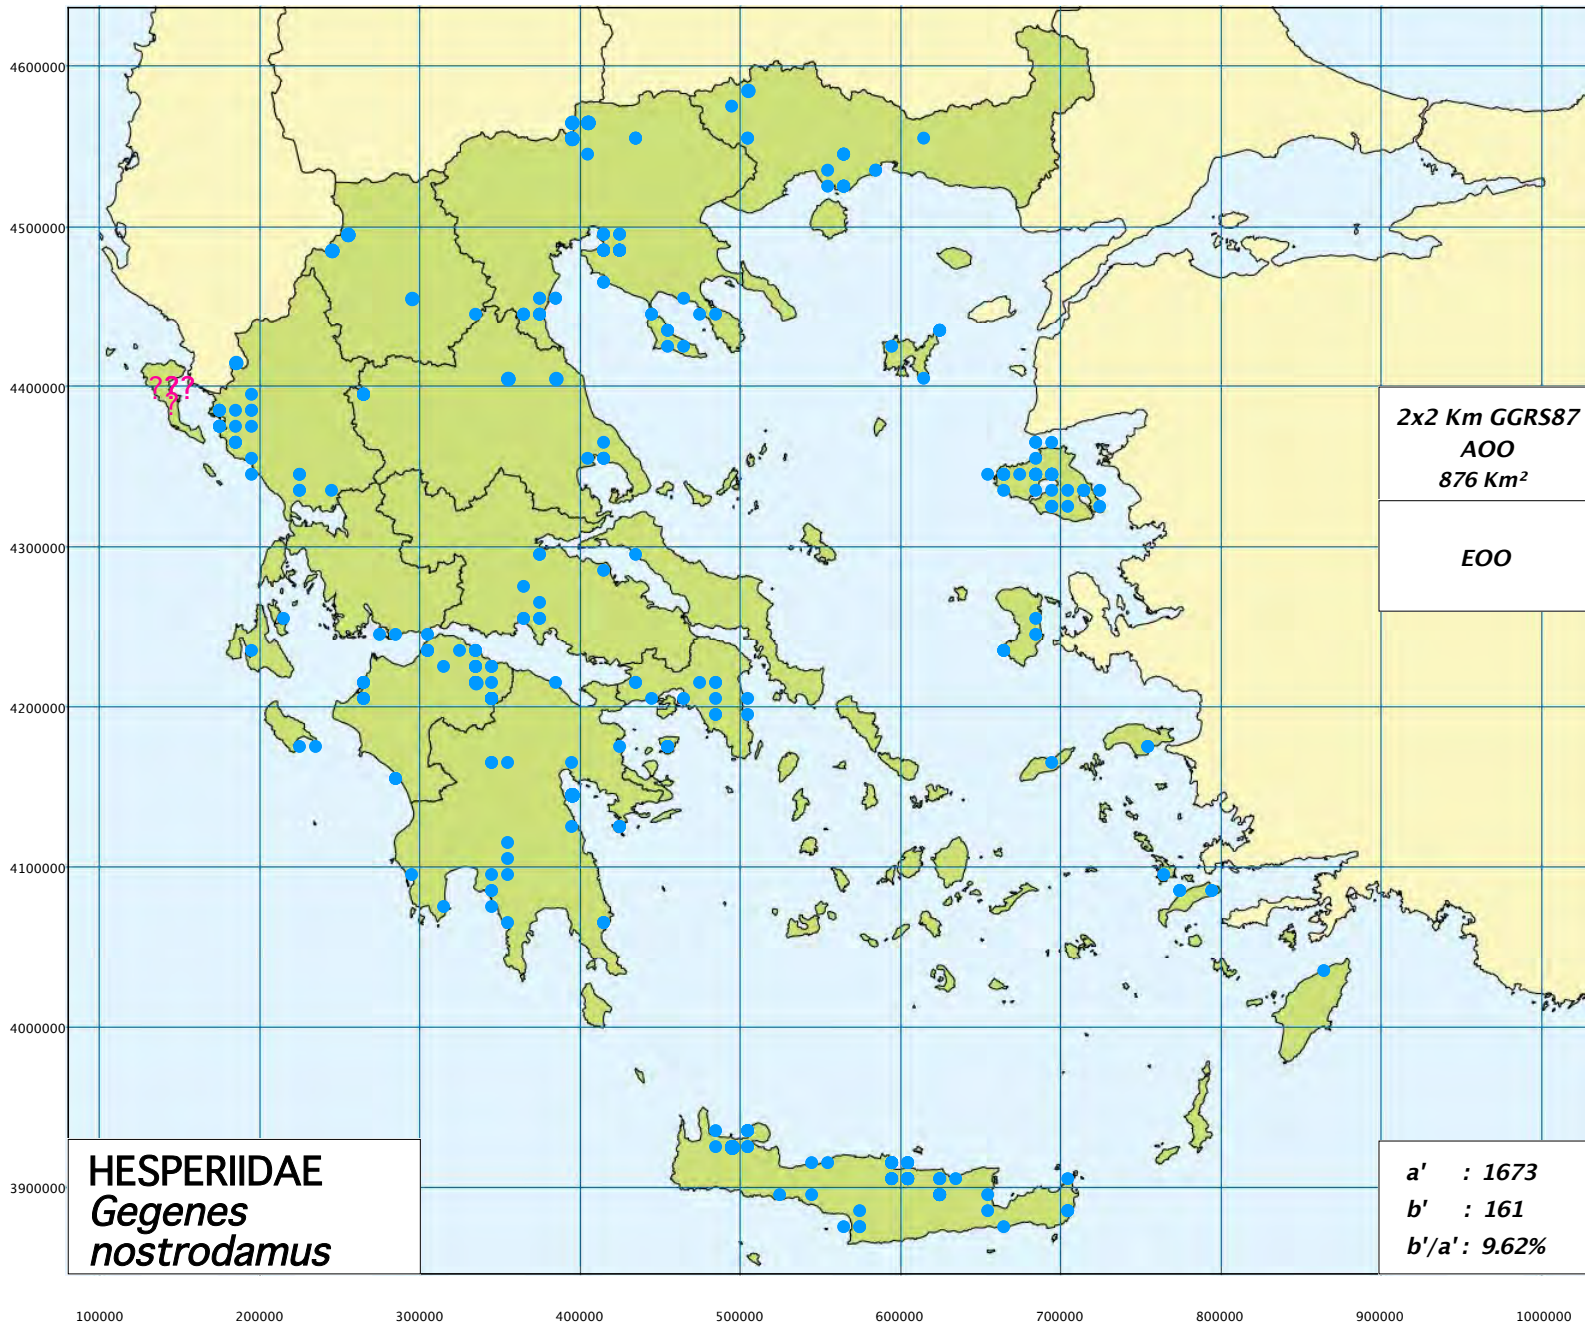 4600000
4500000
4400000
4300000
4200000
4100000
4000000
3900000
? ? ?
?
2x2 Km GGRS87
AOO
876 Km²
EOO
HESPERIIDAE
Gegenes
nostrodamus
a' : 1673
b' : 161
b'/a' : 9.62%
100000 200000 300000 400000 500000 600000 700000 800000 900000 1000000